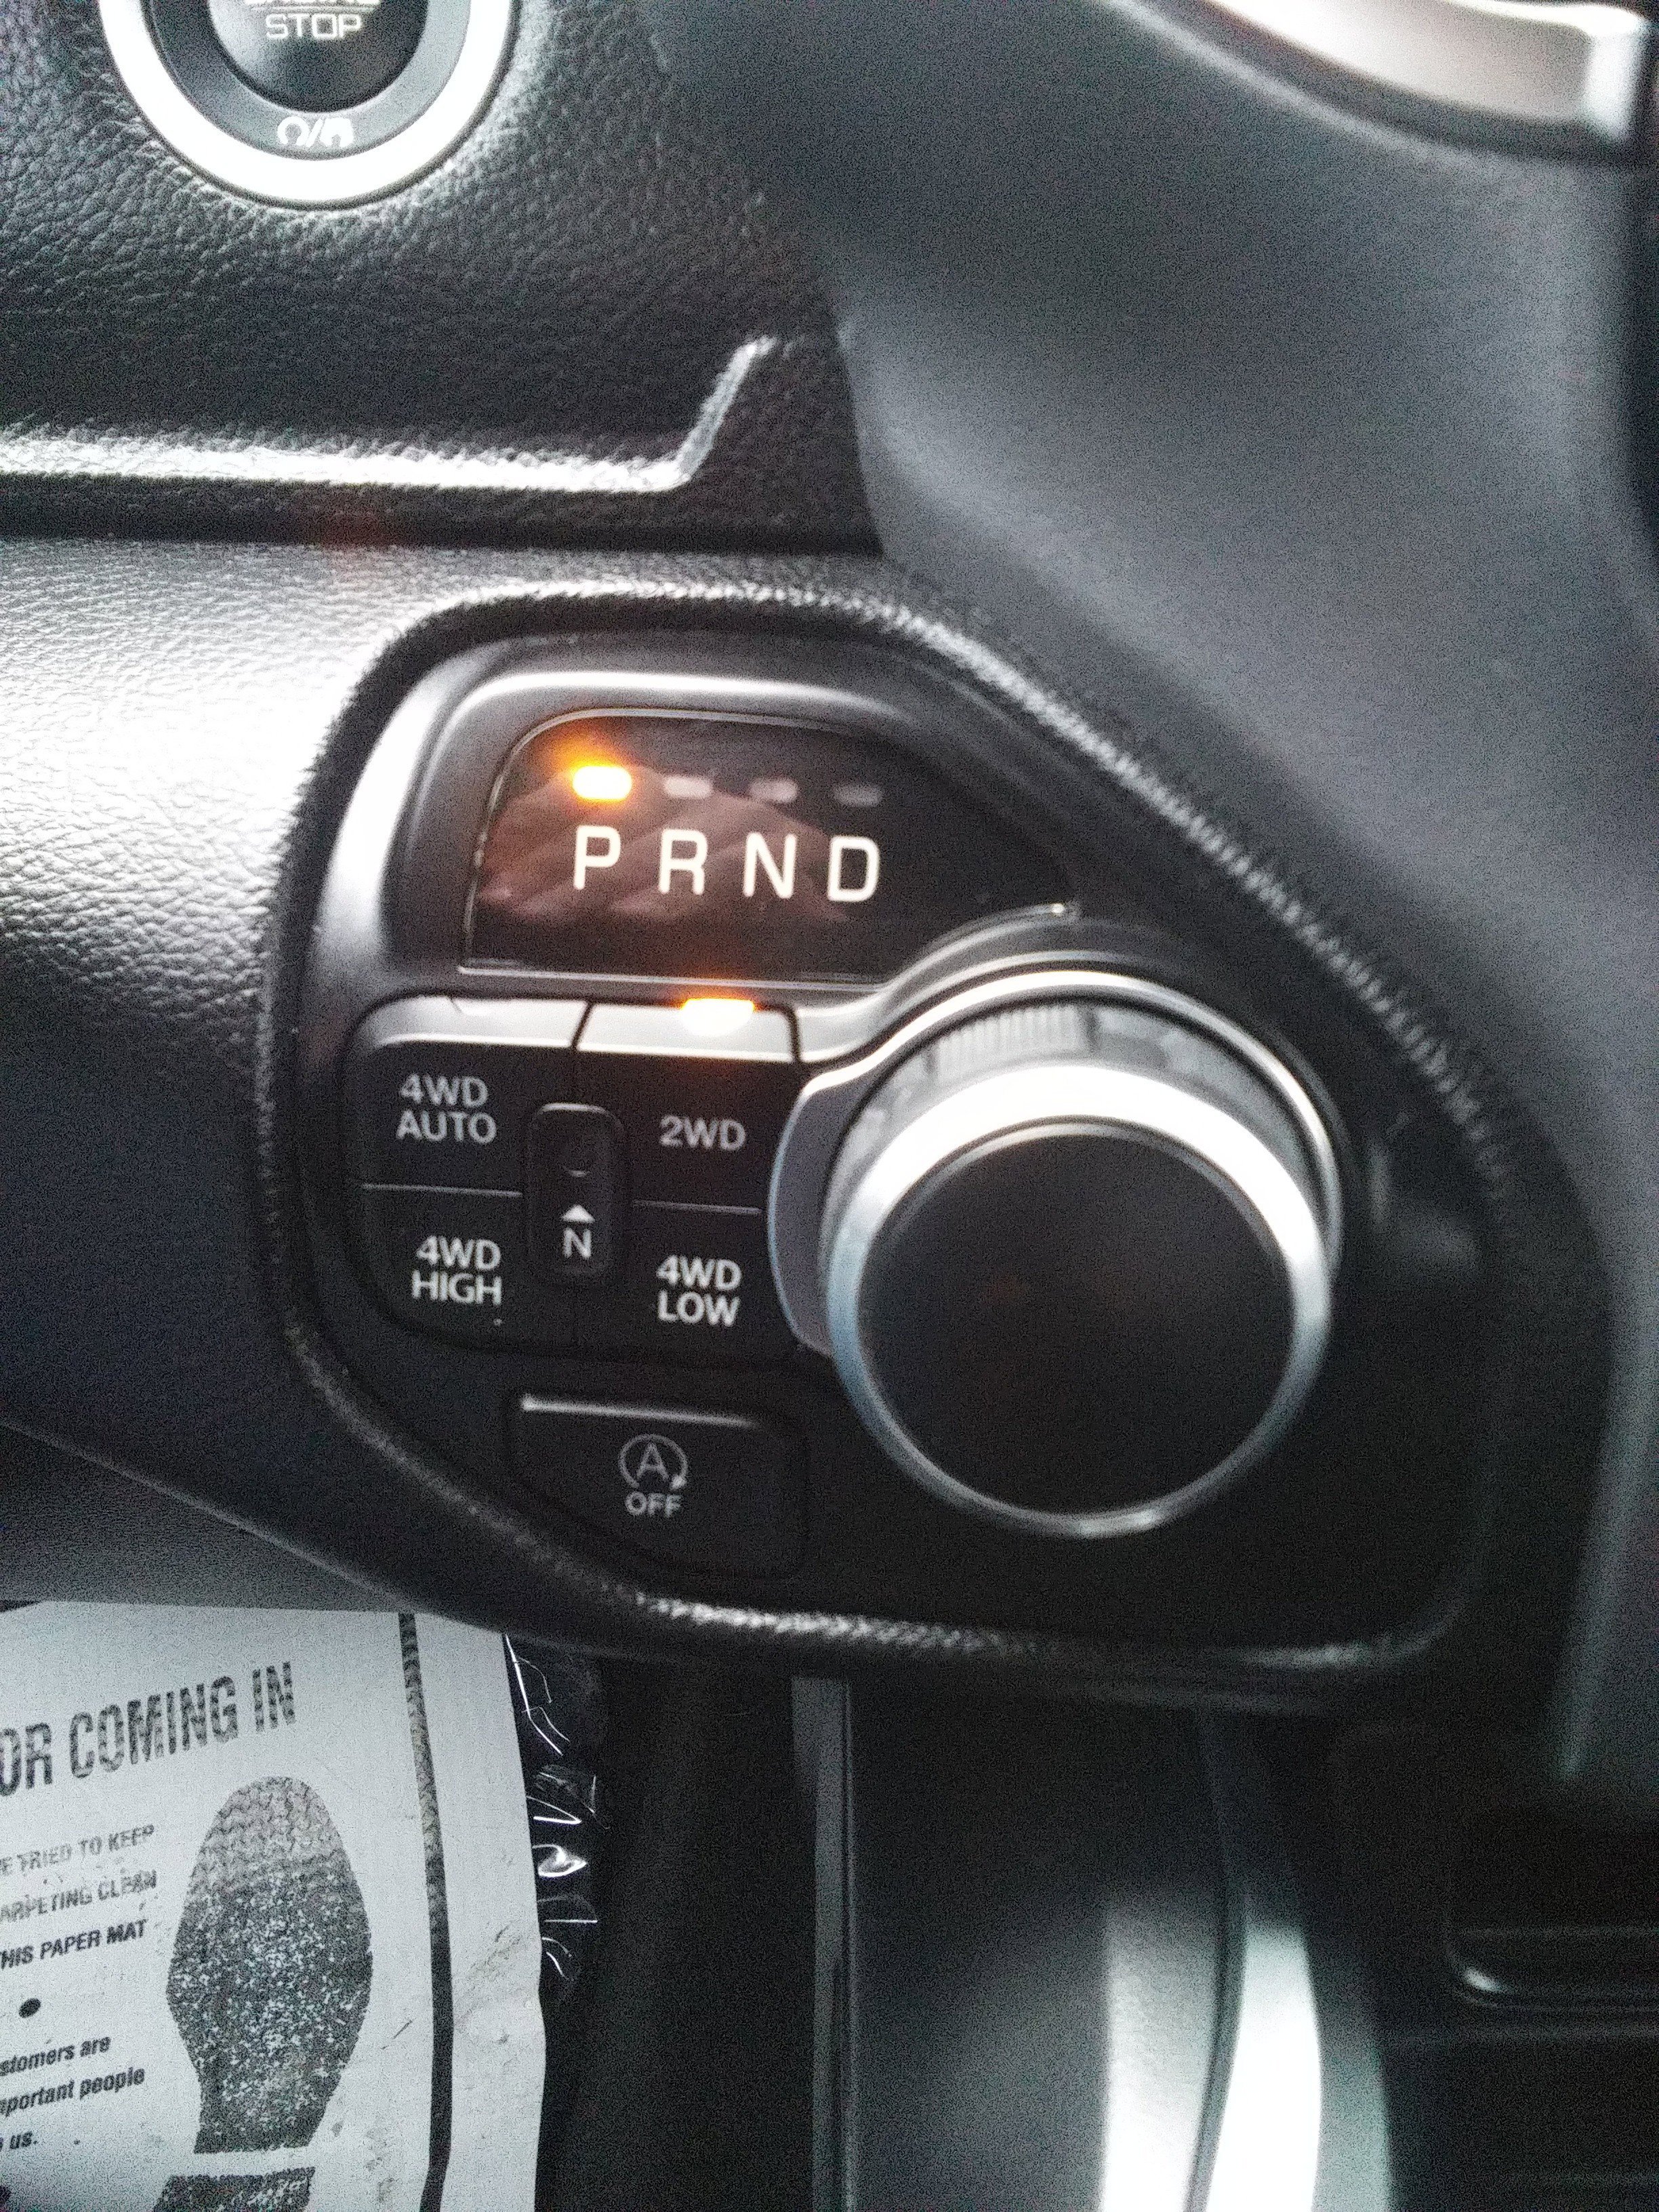 STOP
P R N D
4WD
AUTO
2WD
N
4WD
HIGH
4WD
LOW
A
OFF
OR COMING IN
E TRIED TO KEEP
ARPETING CLEAN
HIS PAPER MAT
stomers are
portant people
us.